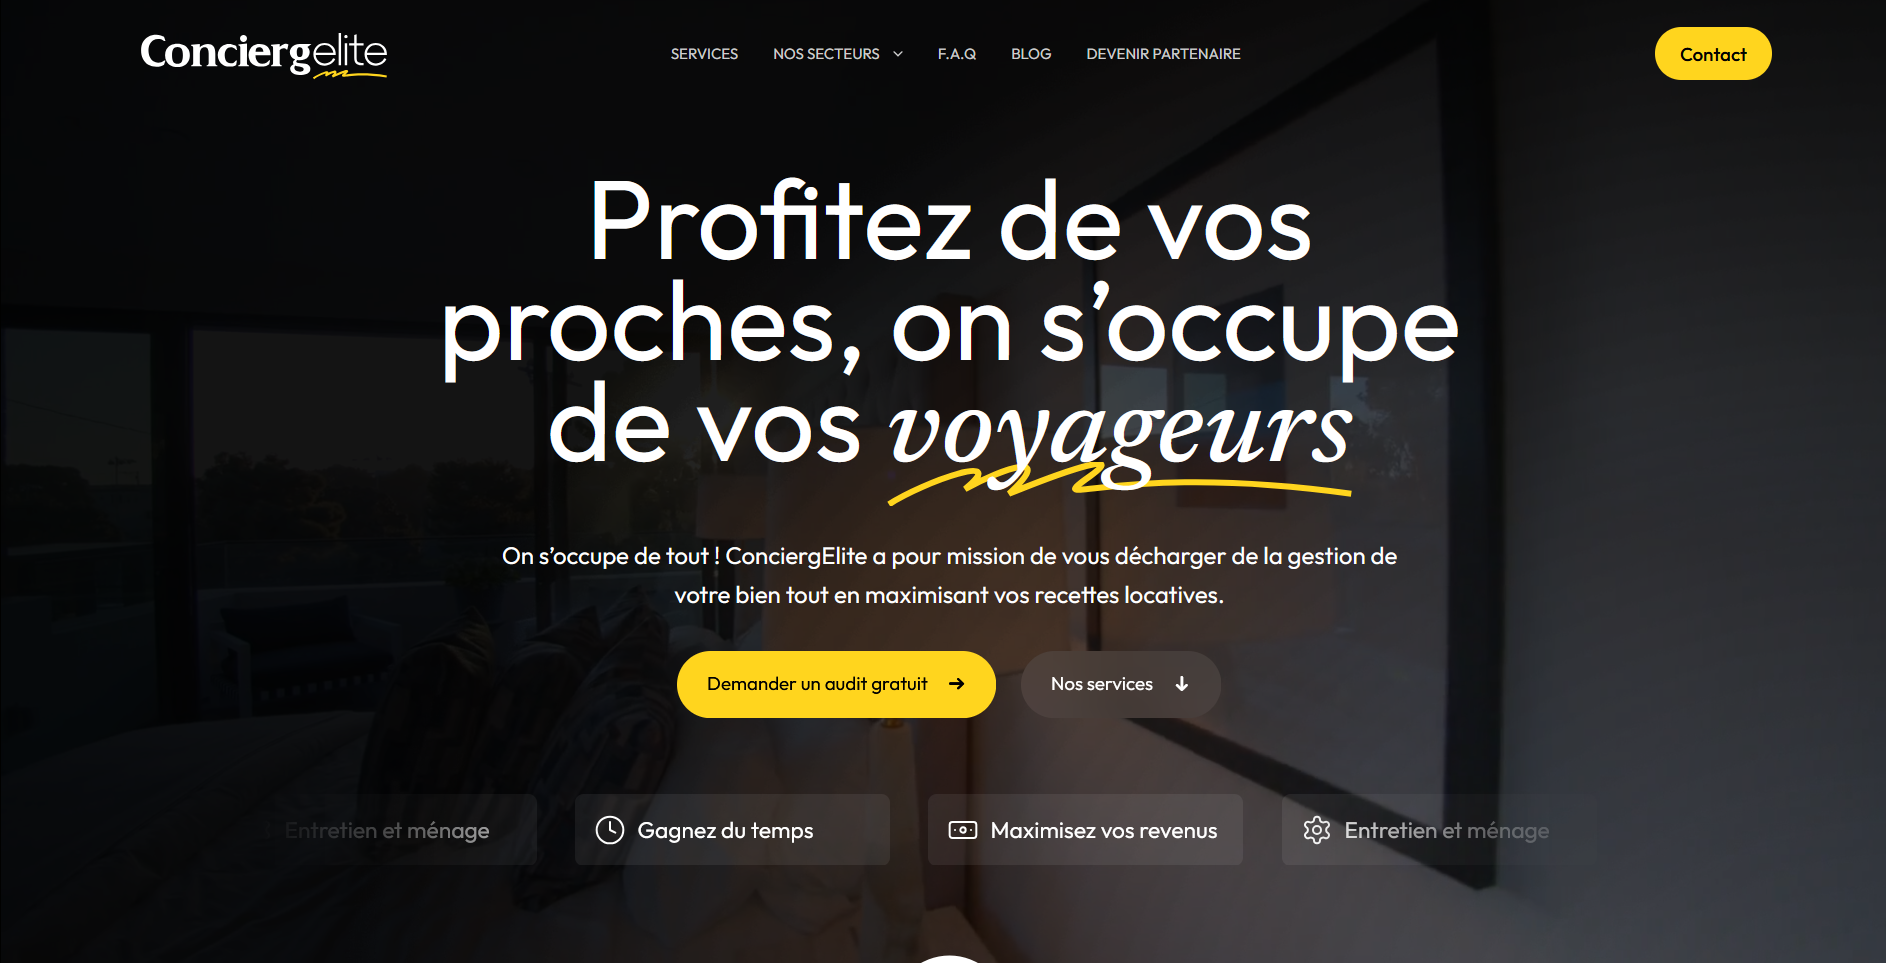 Conciergelite
SERVICES
NOS SECTEURS
F.A.Q
BLOG
DEVENIR PARTENAIRE
Contact
Profitez de vos
proches, on s’occupe
de vos voyageurs
On s’occupe de tout ! ConciergElite a pour mission de vous décharger de la gestion de
votre bien tout en maximisant vos recettes locatives.
Demander un audit gratuit
Nos services
Entretien et ménage
Gagnez du temps
Maximisez vos revenus
Entretien et ménage